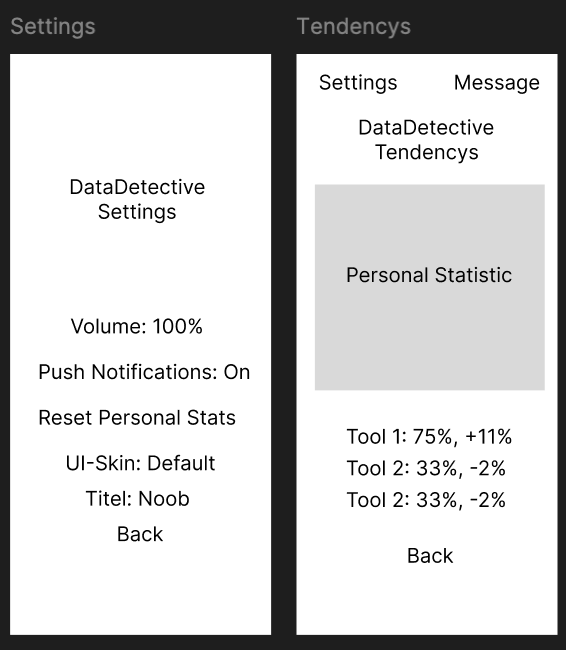 Settings
DataDetective
Settings
Volume: 100%
Push Notifications: On
Reset Personal Stats
UI-Skin: Default
Titel: Noob
Back
Tendencys
Settings
Message
DataDetective
Tendencys
Personal Statistic
Tool 1: 75%, +11%
Tool 2: 33%, -2%
Tool 2: 33%, -2%
Back